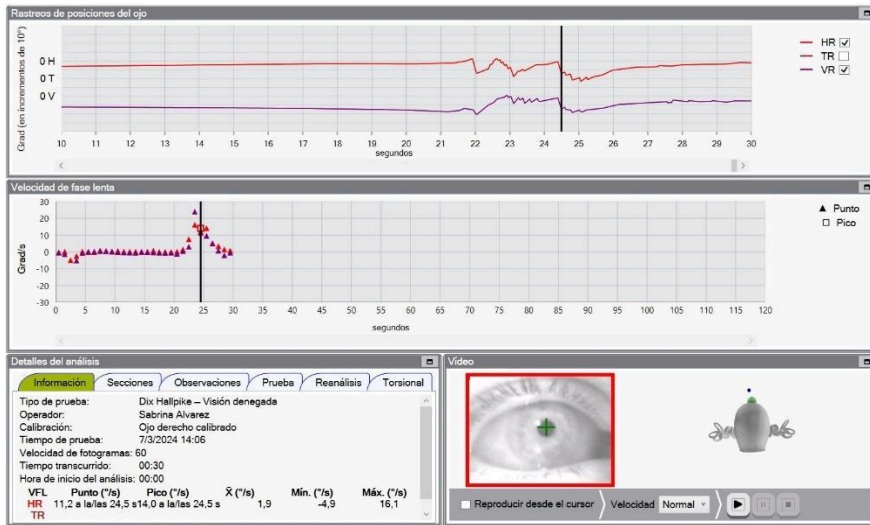 Rastreos de posiciones del ojo
Grad (en incrementos de 10°)
0 H
0 T
0 V
HR
TR
VR
10 11 12 13 14 15 16 17 18 19 20 21 22 23 24 25 26 27 28 29 30
segundos
Velocidad de fase lenta
Grad/s
30
20
10
0
-10
-20
-30
Punto
Pico
0 5 10 15 20 25 30 35 40 45 50 55 60 65 70 75 80 85 90 95 100 105 110 115 120
segundos
Detalles del análisis
Información Secciones Observaciones Prueba Reanálisis Torsional
Tipo de prueba: Dix Hallpike – Visión denegada
Operador: Sabrina Alvarez
Calibración: Ojo derecho calibrado
Tiempo de prueba: 7/3/2024 14:06
Velocidad de fotogramas: 60
Tiempo transcurrido: 00:30
Hora de inicio del análisis: 00:00
VFL Punto (°/s) Pico (°/s) X̄ (°/s) Mín. (°/s) Máx. (°/s)
HR 11,2 a la/las 24,5 s 14,0 a la/las 24,5 s 1,9 -4,9 16,1
TR
Vídeo
Reproducir desde el cursor Velocidad Normal